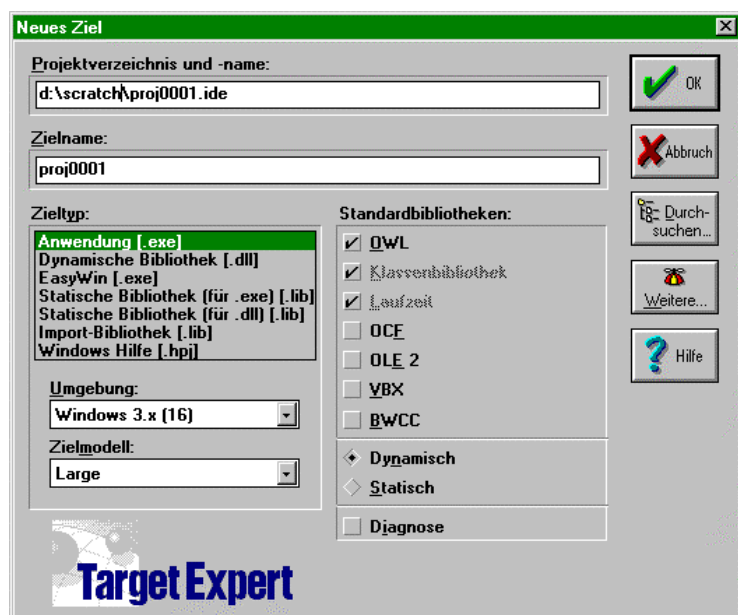 Neues Ziel
Projektverzeichnis und -name:
d:\scratch\proj0001.ide
Zielname:
proj0001
Zieltyp:
Anwendung [.exe]
Dynamische Bibliothek [.dll]
EasyWin [.exe]
Statische Bibliothek (für .exe) [.lib]
Statische Bibliothek (für .dll) [.lib]
Import-Bibliothek [.lib]
Windows Hilfe [.hpj]
Umgebung:
Windows 3.x (16)
Zielmodell:
Large
Target Expert
Standardbibliotheken:
OWL
Klassenbibliothek
Laufzeit
OCF
OLE 2
VBX
BWCC
Dynamisch
Statisch
Diagnose
OK
Abbruch
Durch-
suchen...
Weitere...
Hilfe